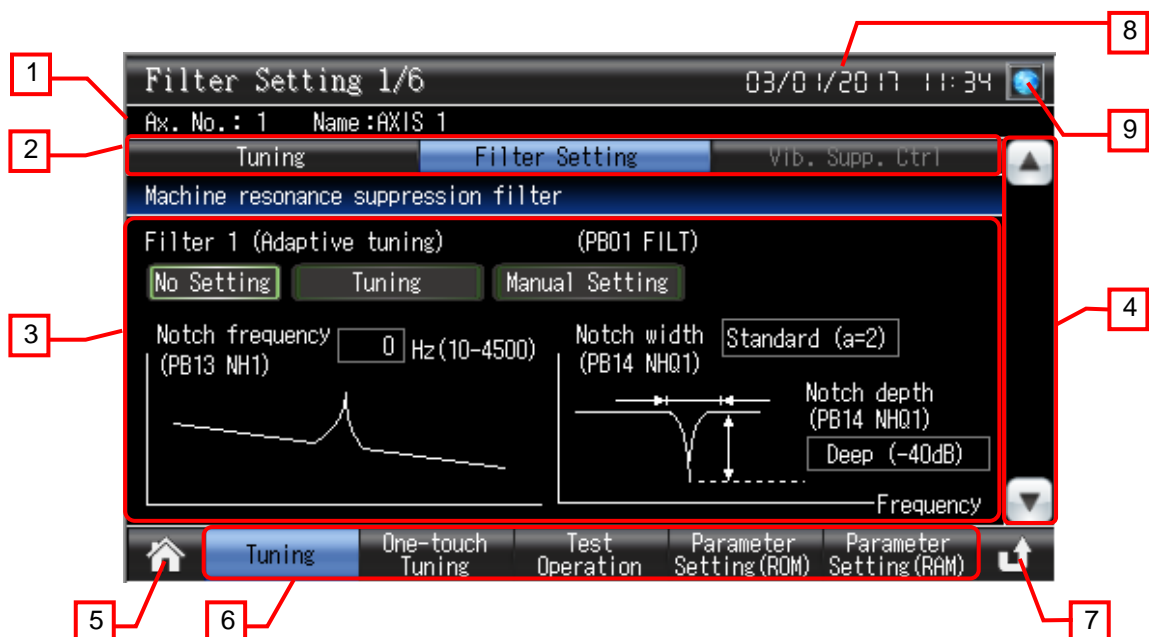 8
1
Filter Setting 1/6 03/01/2017 11:34
9
Ax. No.: 1 Name:AXIS 1
2
Tuning Filter Setting Vib. Supp. Ctrl
Machine resonance suppression filter
Filter 1 (Adaptive tuning) (PB01 FILT)
No Setting Tuning Manual Setting
4
3
Notch frequency 0 Hz(10-4500)
(PB13 NH1)
Notch width Standard (a=2)
(PB14 NHQ1)
Notch depth
(PB14 NHQ1)
Deep (-40dB)
Frequency
Tuning
One-touch
Tuning
Test
Operation
Parameter
Setting(ROM)
Parameter
Setting(RAM)
5
6
7